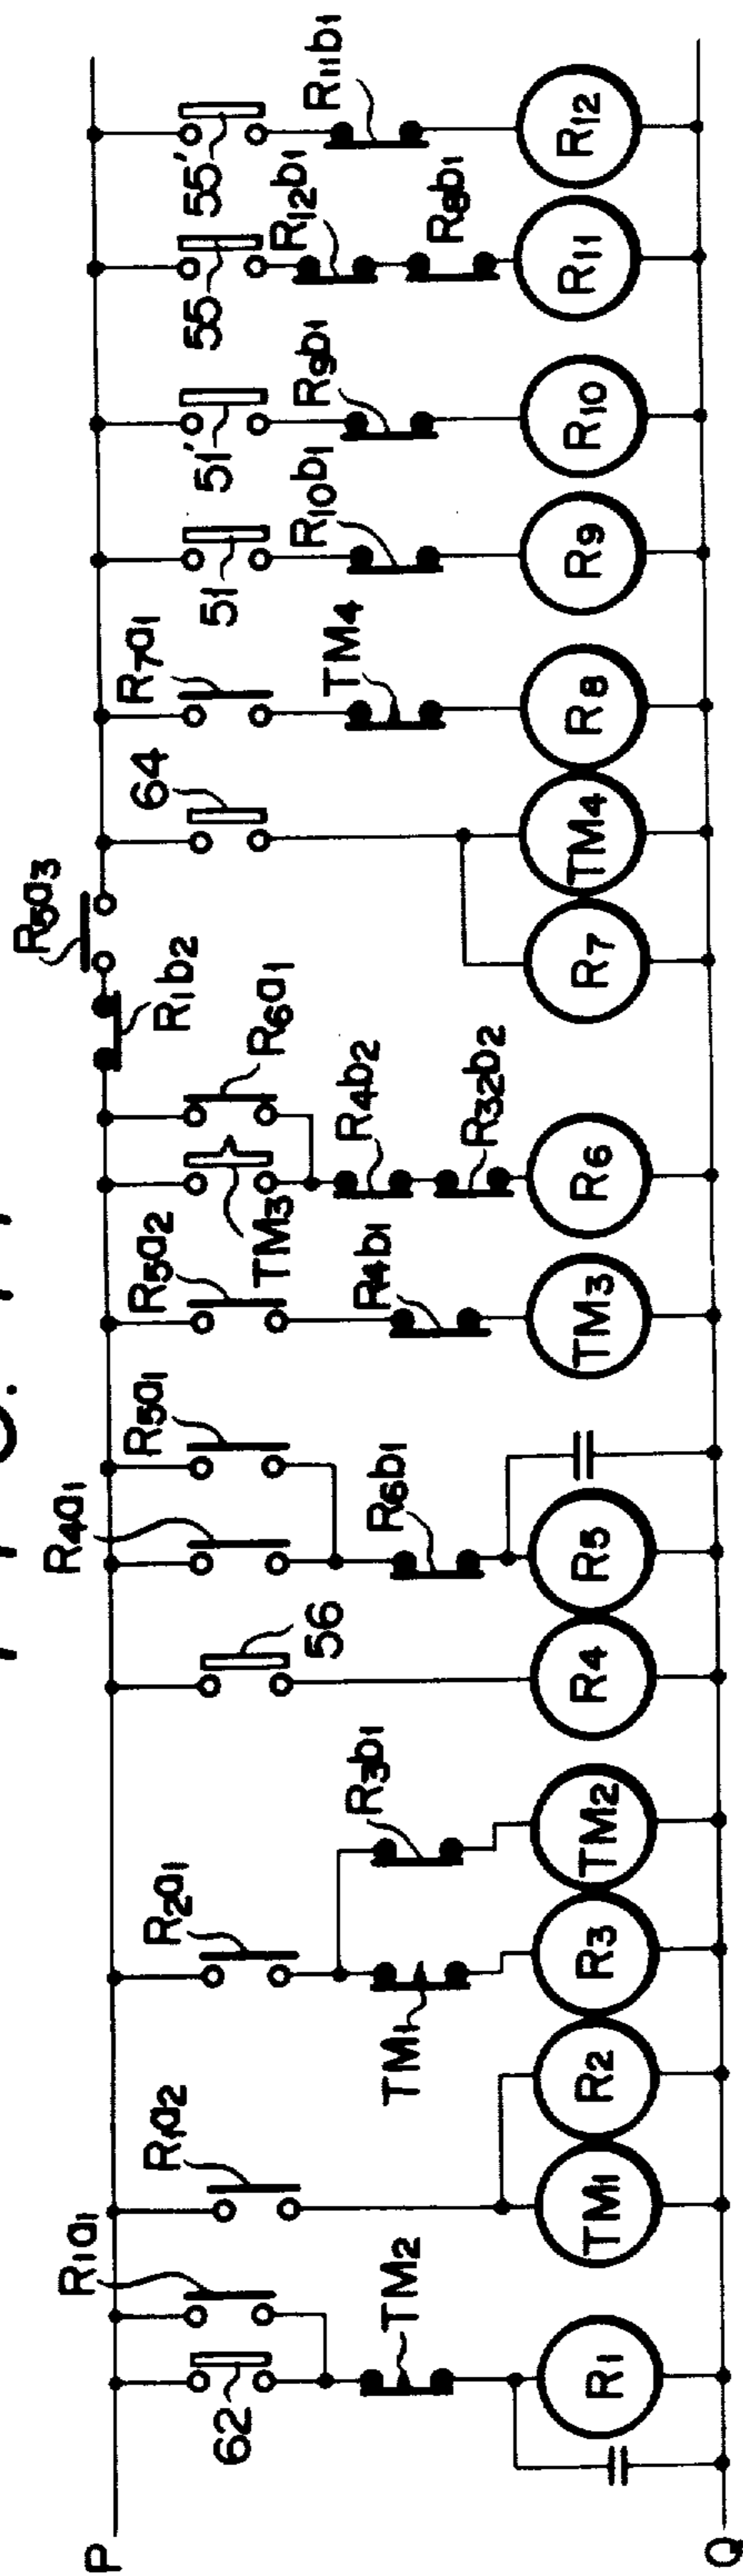 P
Q
62
R1a1
TM2
R1
R1a2
TM1
R2
R2a1
TM1
R3b1
R3
TM2
56
R4
R4a1
R5a1
R6b1
R5
R5a2
R4b1
TM3
TM3
R6a1
R4b2
R32b2
R6
R1b2
R5a3
64
R7
TM4
R7a1
TM4
R8
51
R10b1
R9
51'
R9b1
R10
55
R12b1
R8b1
R11
55'
R11b1
R12